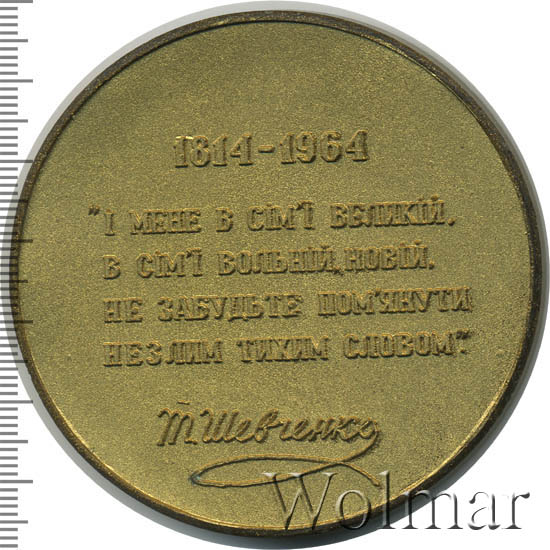 1814-1964
"І МЕНЕ В СІМ'Ї ВЕЛИКІЙ,
В СІМ'Ї ВОЛЬНІЙ, НОВІЙ,
НЕ ЗАБУДЬТЕ ПОМ'ЯНУТИ
НЕЗЛИМ ТИХИМ СЛОВОМ."
Т. Шевченко
Wolmar